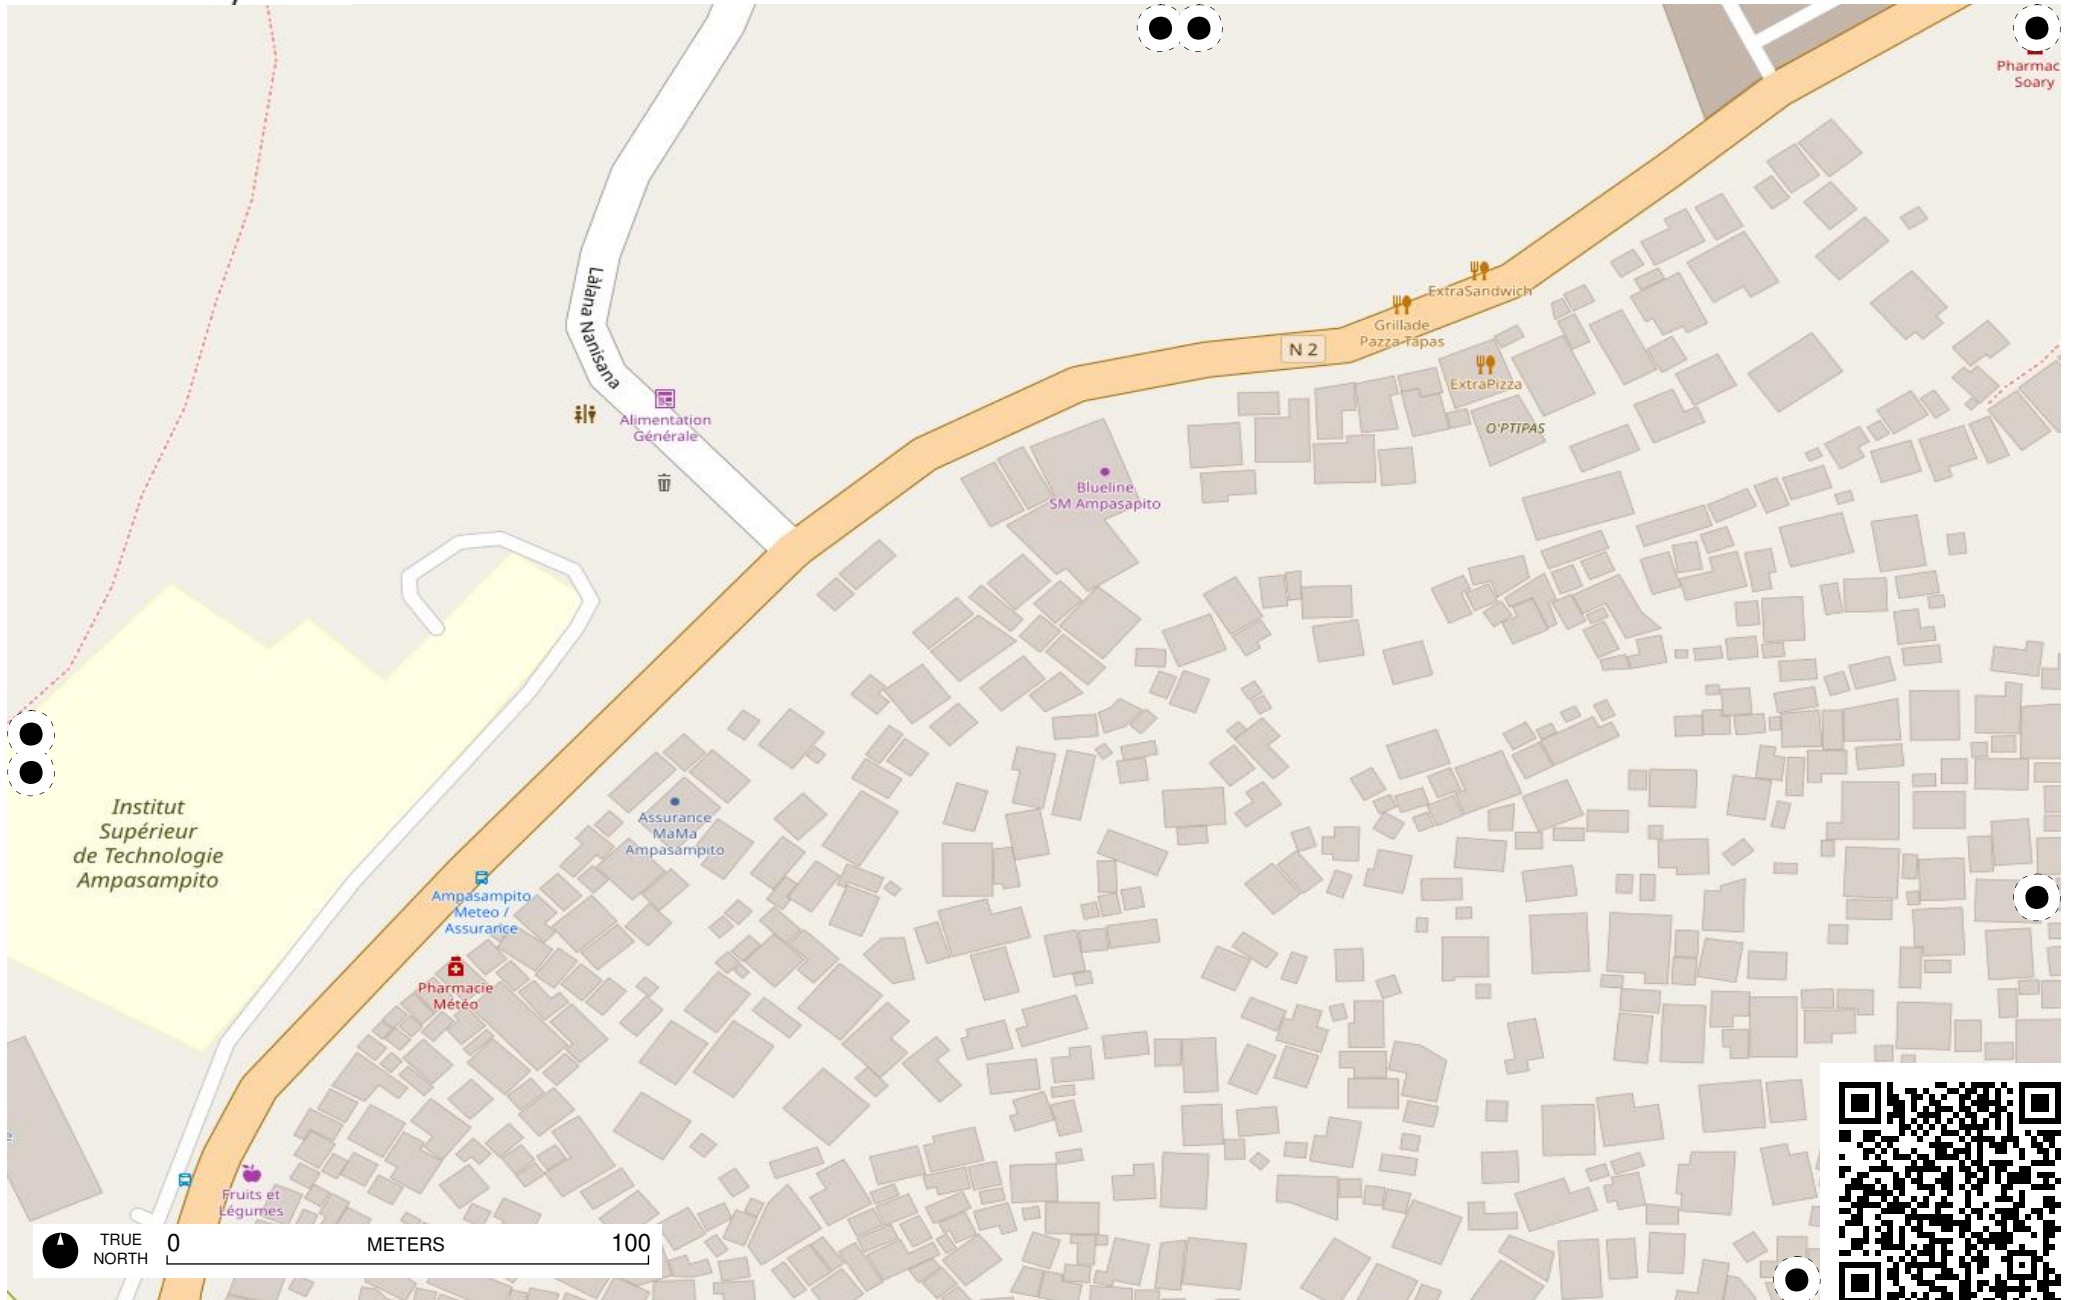 Pharmac
Soary
Làlana Nanisana
ExtraSandwich
Grillade
Pazza Tapas
N 2
ExtraPizza
Alimentation
Générale
O'PTIPAS
Blueline
SM Ampasapito
Institut
Supérieur
de Technologie
Ampasampito
Assurance
MaMa
Ampasampito
Ampasampito
Meteo /
Assurance
Pharmacie
Météo
Fruits et
Légumes
TRUE
NORTH
0 METERS 100